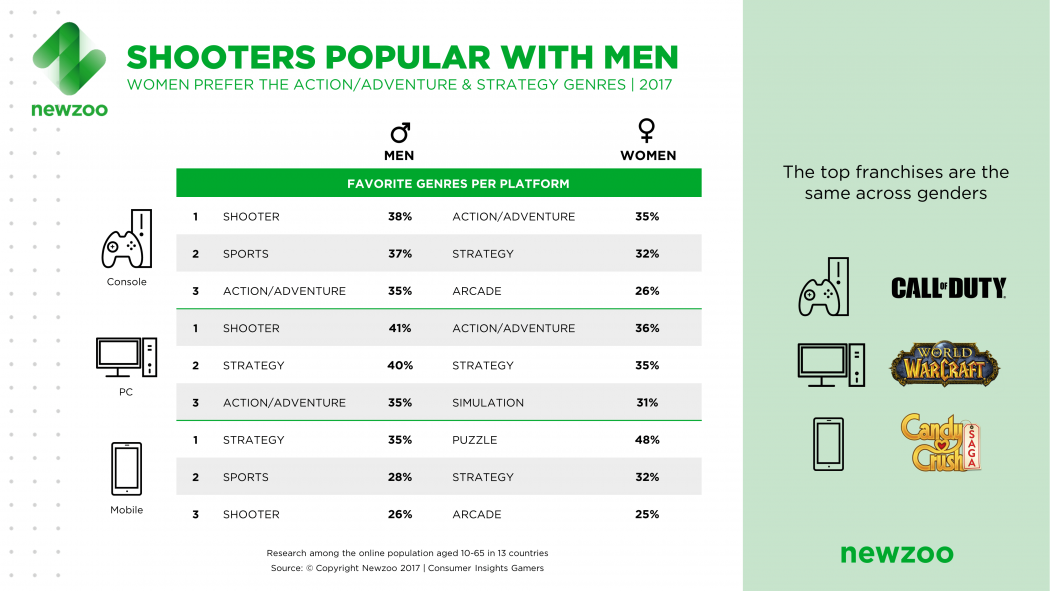 newzoo
SHOOTERS POPULAR WITH MEN
WOMEN PREFER THE ACTION/ADVENTURE & STRATEGY GENRES | 2017
MEN WOMEN
FAVORITE GENRES PER PLATFORM
Console
1 SHOOTER 38% ACTION/ADVENTURE 35%
2 SPORTS 37% STRATEGY 32%
3 ACTION/ADVENTURE 35% ARCADE 26%
PC
1 SHOOTER 41% ACTION/ADVENTURE 36%
2 STRATEGY 40% STRATEGY 35%
3 ACTION/ADVENTURE 35% SIMULATION 31%
Mobile
1 STRATEGY 35% PUZZLE 48%
2 SPORTS 28% STRATEGY 32%
3 SHOOTER 26% ARCADE 25%
Research among the online population aged 10-65 in 13 countries
Source: © Copyright Newzoo 2017 | Consumer Insights Gamers
The top franchises are the
same across genders
CALL OF DUTY
WORLD
OF
WARCRAFT
Candy
Crush
SAGA
newzoo